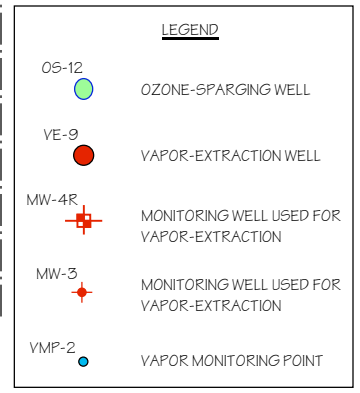 LEGEND
OS-12
OZONE-SPARGING WELL
VE-9
VAPOR-EXTRACTION WELL
MW-4R
MONITORING WELL USED FOR
VAPOR-EXTRACTION
MW-3
MONITORING WELL USED FOR
VAPOR-EXTRACTION
VMP-2
VAPOR MONITORING POINT